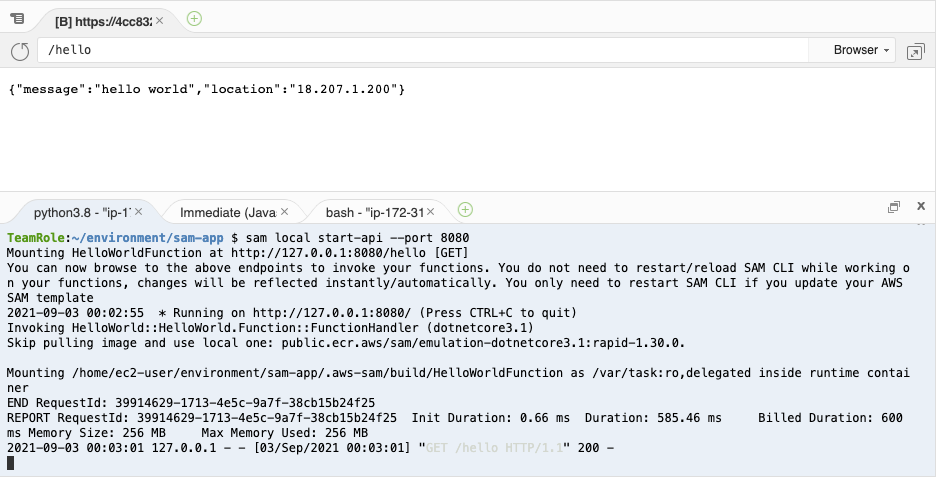 [B] https://4cc832
/hello
Browser
{"message":"hello world","location":"18.207.1.200"}
python3.8 - "ip-17
Immediate (Javas
bash - "ip-172-31
TeamRole:~/environment/sam-app $ sam local start-api --port 8080
Mounting HelloWorldFunction at http://127.0.0.1:8080/hello [GET]
You can now browse to the above endpoints to invoke your functions. You do not need to restart/reload SAM CLI while working o
n your functions, changes will be reflected instantly/automatically. You only need to restart SAM CLI if you update your AWS
SAM template
2021-09-03 00:02:55  * Running on http://127.0.0.1:8080/ (Press CTRL+C to quit)
Invoking HelloWorld::HelloWorld.Function::FunctionHandler (dotnetcore3.1)
Skip pulling image and use local one: public.ecr.aws/sam/emulation-dotnetcore3.1:rapid-1.30.0.
Mounting /home/ec2-user/environment/sam-app/.aws-sam/build/HelloWorldFunction as /var/task:ro,delegated inside runtime contai
ner
END RequestId: 39914629-1713-4e5c-9a7f-38cb15b24f25
REPORT RequestId: 39914629-1713-4e5c-9a7f-38cb15b24f25  Init Duration: 0.66 ms  Duration: 585.46 ms     Billed Duration: 600
ms Memory Size: 256 MB     Max Memory Used: 256 MB
2021-09-03 00:03:01 127.0.0.1 - - [03/Sep/2021 00:03:01] "GET /hello HTTP/1.1" 200 -